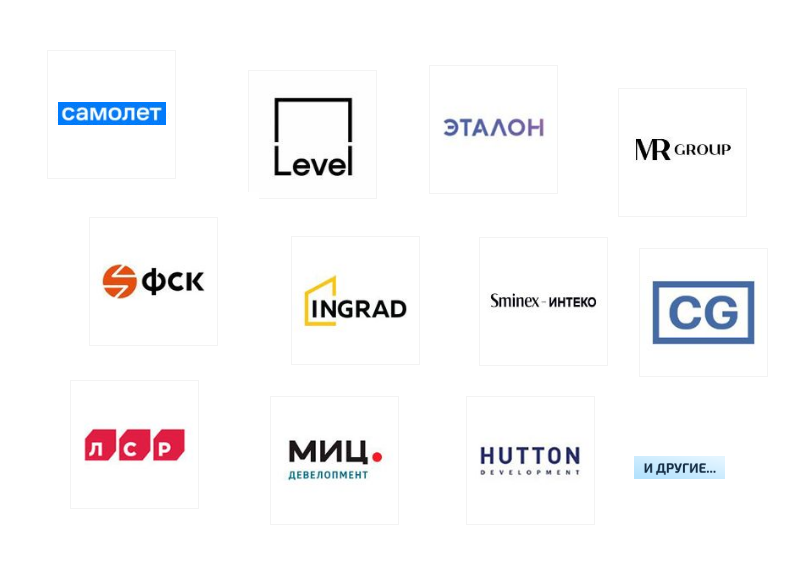 самолет
Level
ЭТАЛОН
MR GROUP
ФСК
INGRAD
Sminex - ИНТЕКО
CG
ЛСР
МИЦ.
ДЕВЕЛОПМЕНТ
HUTTON
DEVELOPMENT
И ДРУГИЕ...